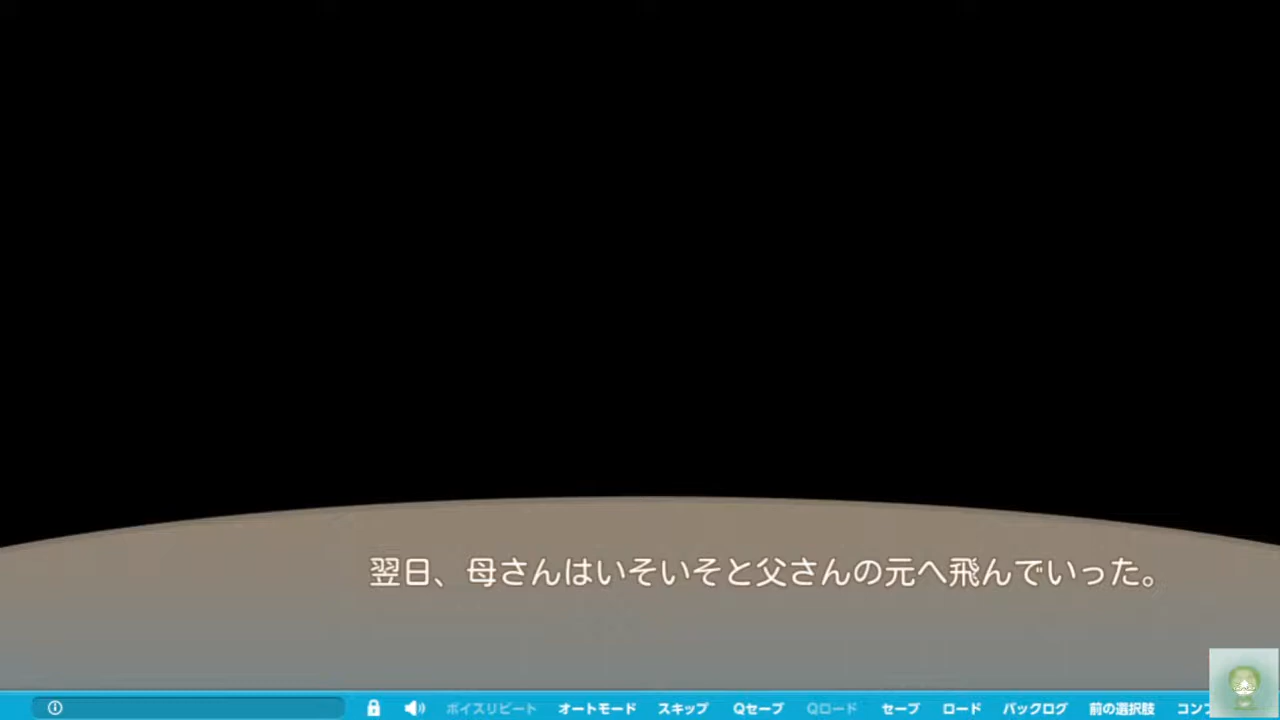 翌日、母さんはいそいそと父さんの元へ飛んでいった。
ボイスリピート オートモード スキップ Qセーブ Qロード セーブ ロード バックログ 前の選択肢 コンフ